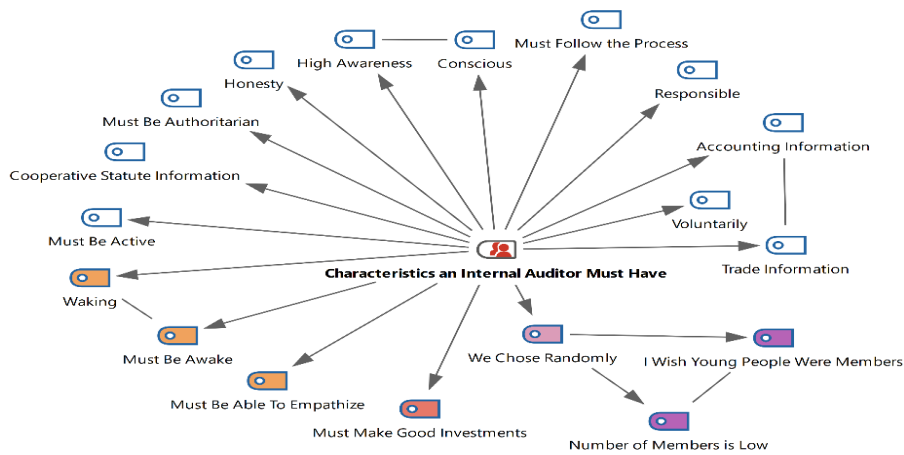 Must Follow the Process
High Awareness
Conscious
Honesty
Responsible
Must Be Authoritarian
Accounting Information
Cooperative Statute Information
Voluntarily
Must Be Active
Characteristics an Internal Auditor Must Have
Trade Information
Waking
Must Be Awake
We Chose Randomly
I Wish Young People Were Members
Must Be Able To Empathize
Must Make Good Investments
Number of Members is Low